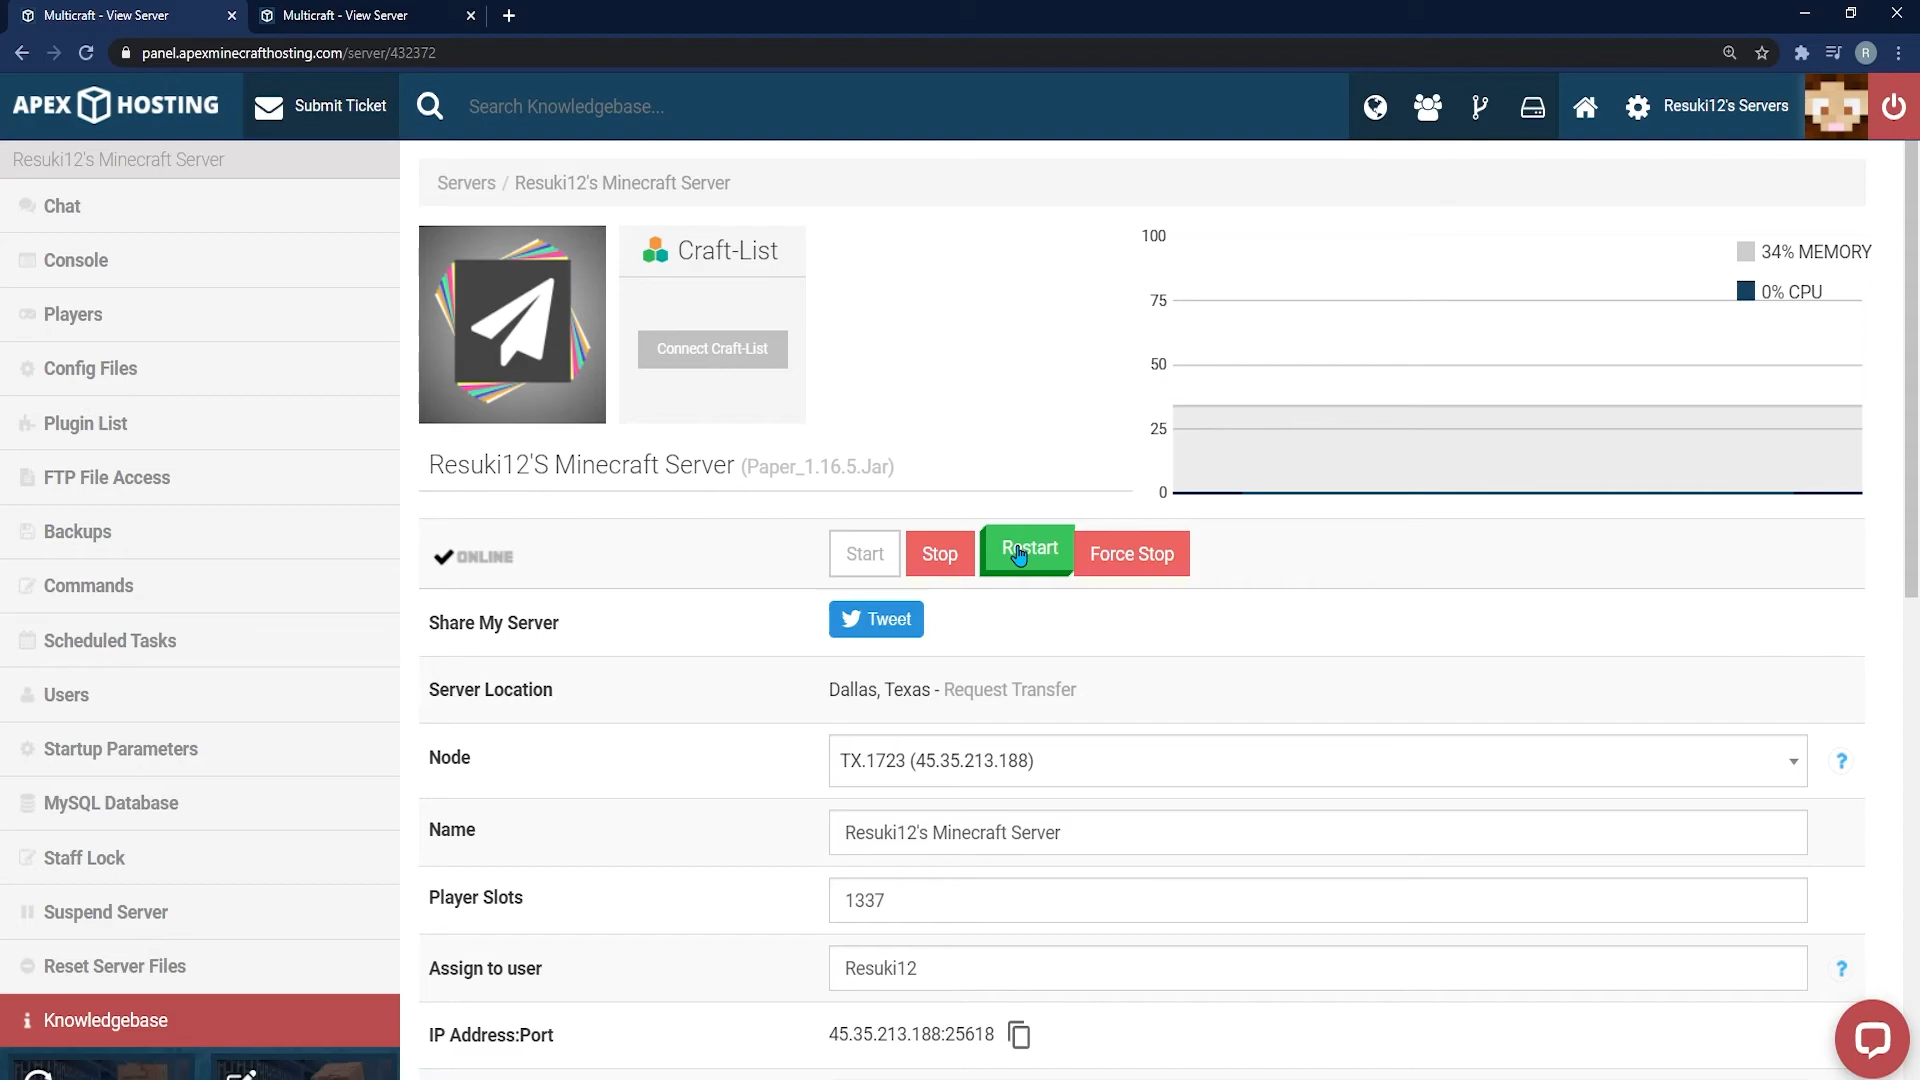 Multicraft - View Server
Multicraft - View Server
panel.apexminecrafthosting.com/server/432372
R
APEX HOSTING
Submit Ticket
Search Knowledgebase...
Resuki12's Servers
Resuki12's Minecraft Server
Chat
Console
Players
Config Files
Plugin List
FTP File Access
Backups
Commands
Scheduled Tasks
Users
Startup Parameters
MySQL Database
Staff Lock
Suspend Server
Reset Server Files
Knowledgebase
Servers / Resuki12's Minecraft Server
Craft-List
Connect Craft-List
100
75
50
25
0
34% MEMORY
0% CPU
Resuki12'S Minecraft Server (Paper_1.16.5.Jar)
ONLINE
Start
Stop
Restart
Force Stop
Share My Server
Tweet
Server Location
Dallas, Texas - Request Transfer
Node
TX.1723 (45.35.213.188)
?
Name
Resuki12's Minecraft Server
Player Slots
1337
Assign to user
Resuki12
?
IP Address:Port
45.35.213.188:25618